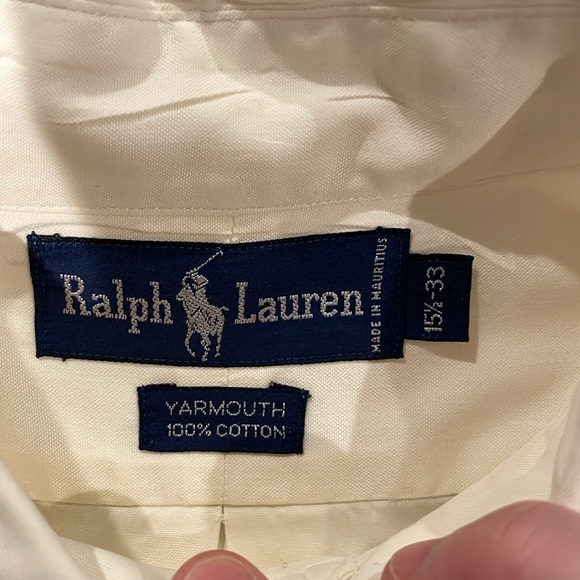 Ralph Lauren
MADE IN MAURITIUS
15½-33
YARMOUTH
100% COTTON